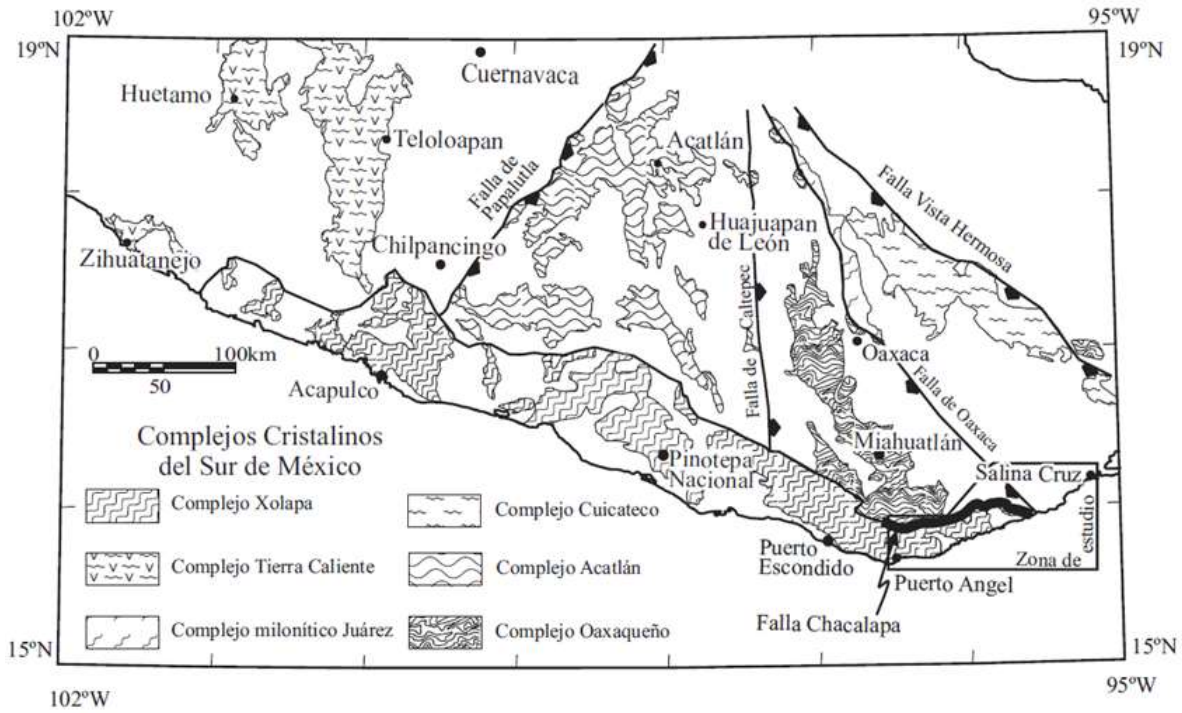 102ºW
95ºW
19ºN
19ºN
Cuernavaca
Huetamo
Teloloapan
Acatlán
Falla de
Papalutla
Falla Vista Hermosa
Huajuapan
de León
Chilpancingo
Zihuatanejo
Falla de Caltepec
0
100km
50
Oaxaca
Acapulco
Falla de Oaxaca
Complejos Cristalinos
del Sur de México
Miahuatlán
Pinotepa
Nacional
Salina Cruz
Complejo Xolapa
Complejo Cuicateco
Zona de
estudio
Puerto
Escondido
Complejo Tierra Caliente
Complejo Acatlán
Puerto Angel
Falla Chacalapa
Complejo milonítico Juárez
Complejo Oaxaqueño
15ºN
15ºN
102ºW
95ºW